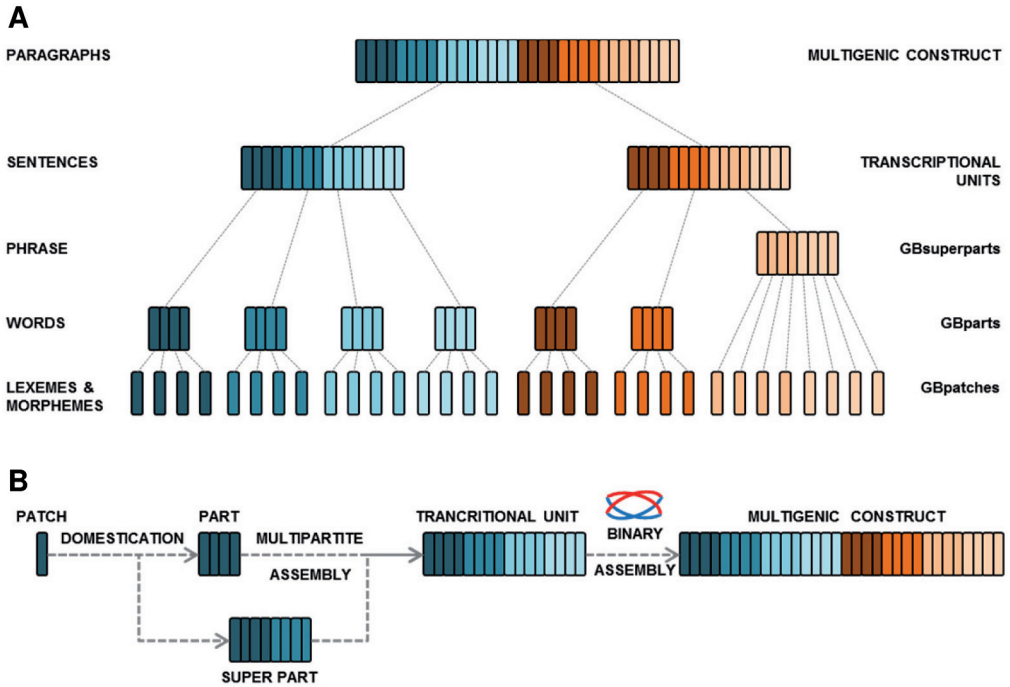 A
PARAGRAPHS
MULTIGENIC CONSTRUCT
SENTENCES
TRANSCRIPTIONAL
UNITS
PHRASE
GBsuperparts
WORDS
GBparts
LEXEMES &
MORPHEMES
GBpatches
B
PATCH
PART
TRANCRITIONAL UNIT
MULTIGENIC CONSTRUCT
DOMESTICATION
MULTIPARTITE
ASSEMBLY
BINARY
ASSEMBLY
SUPER PART